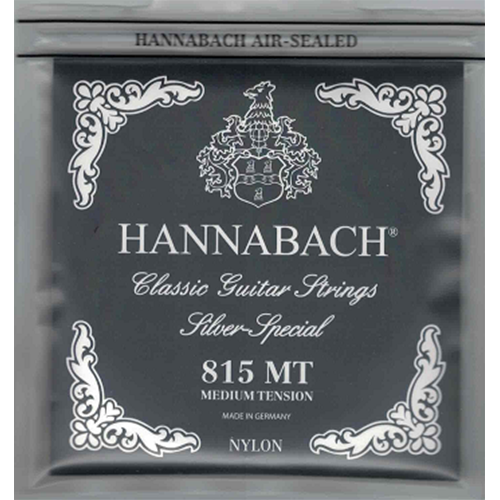 HANNABACH AIR-SEALED
HANNABACH®
Classic Guitar Strings
Silver-Special
815 MT
MEDIUM TENSION
MADE IN GERMANY
NYLON